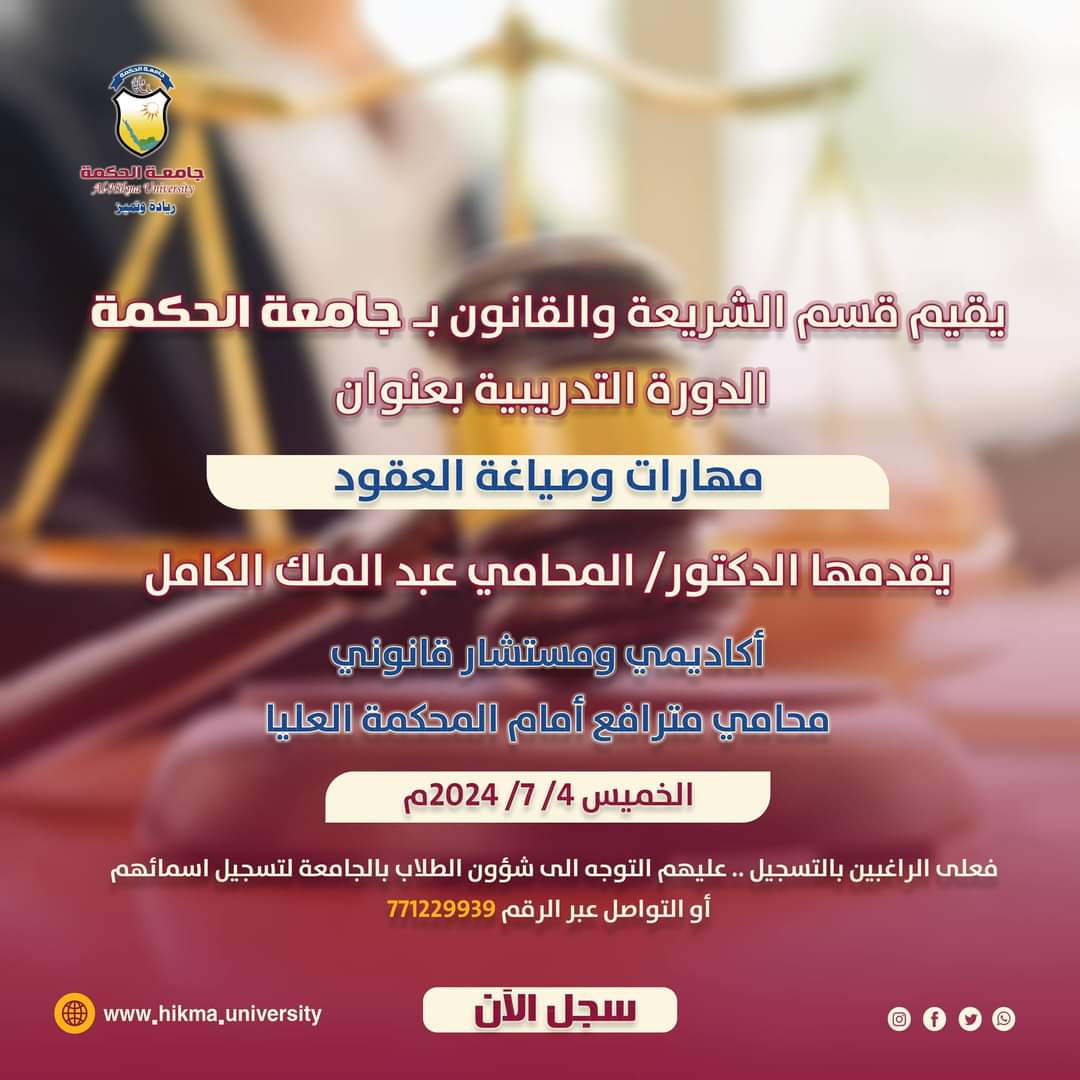 جامعة الحكمة
جامعة الحكمة
Al-Hikma University
ريادة وتميز
يقيم قسم الشريعة والقانون بـ جامعة الحكمة
الدورة التدريبية بعنوان
مهارات وصياغة العقود
يقدمها الدكتور/ المحامي عبد الملك الكامل
أكاديمي ومستشار قانوني
محامي مترافع أمام المحكمة العليا
الخميس 4/ 7/ 2024م
فعلى الراغبين بالتسجيل .. عليهم التوجه الى شؤون الطلاب بالجامعة لتسجيل اسمائهم
أو التواصل عبر الرقم 771229939
سجل الآن
www.hikma.university